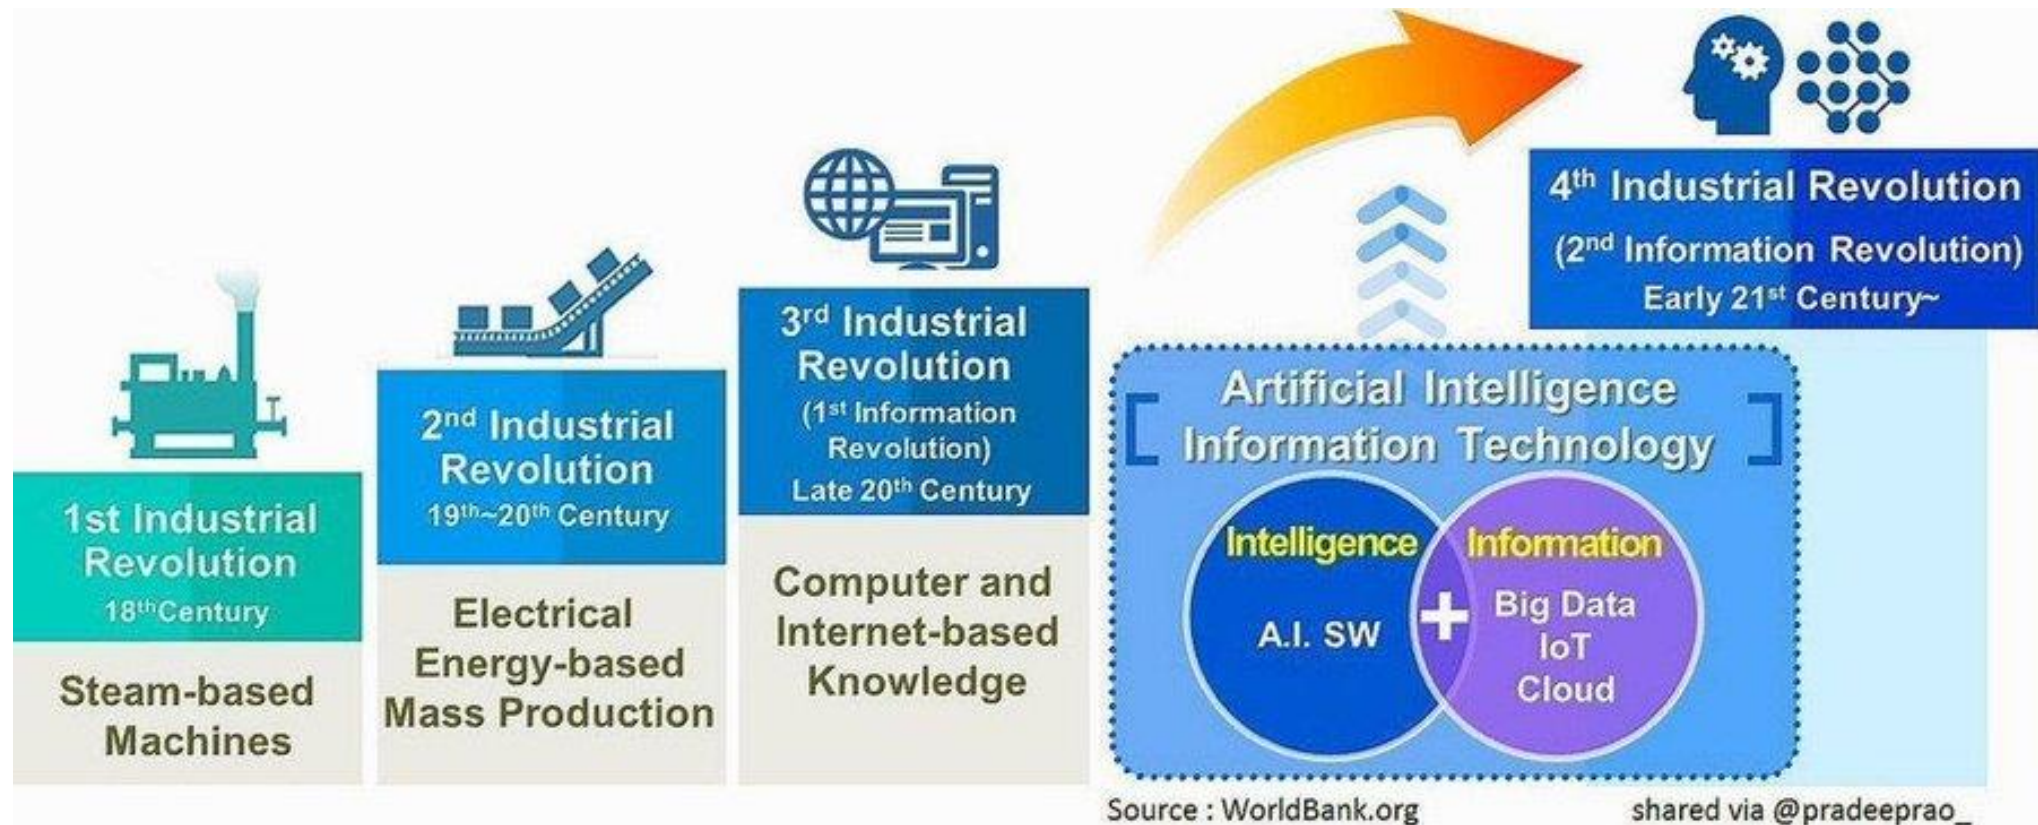 1st Industrial
Revolution
18th Century
Steam-based
Machines
2nd Industrial
Revolution
19th~20th Century
Electrical
Energy-based
Mass Production
3rd Industrial
Revolution
(1st Information
Revolution)
Late 20th Century
Computer and
Internet-based
Knowledge
4th Industrial Revolution
(2nd Information Revolution)
Early 21st Century~
[ Artificial Intelligence
Information Technology ]
Intelligence
A.I. SW
+
Information
Big Data
IoT
Cloud
Source : WorldBank.org
shared via @pradeeprao_